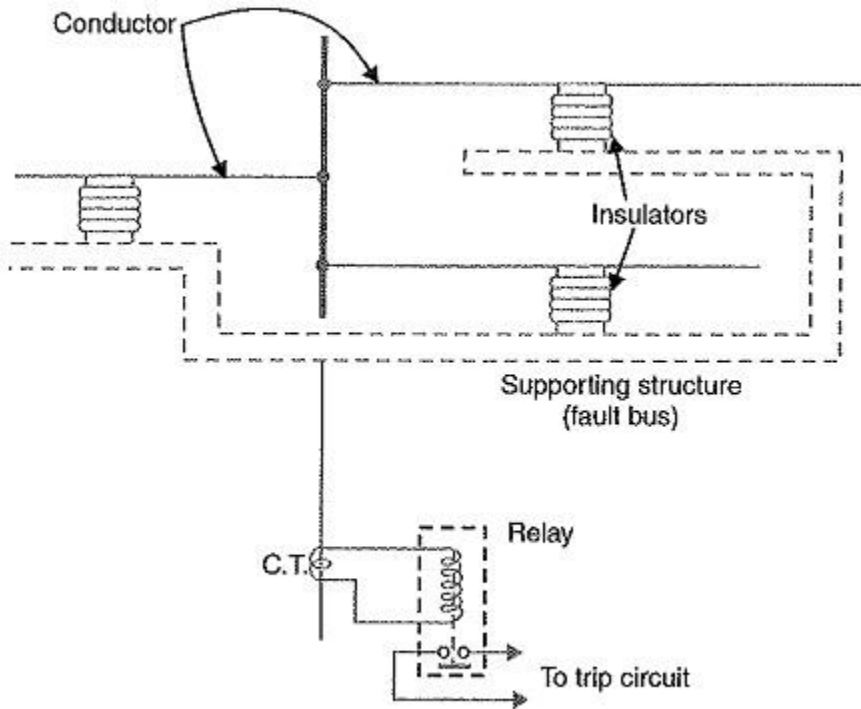 Conductor
Insulators
Supporting structure
(fault bus)
Relay
C.T.
To trip circuit